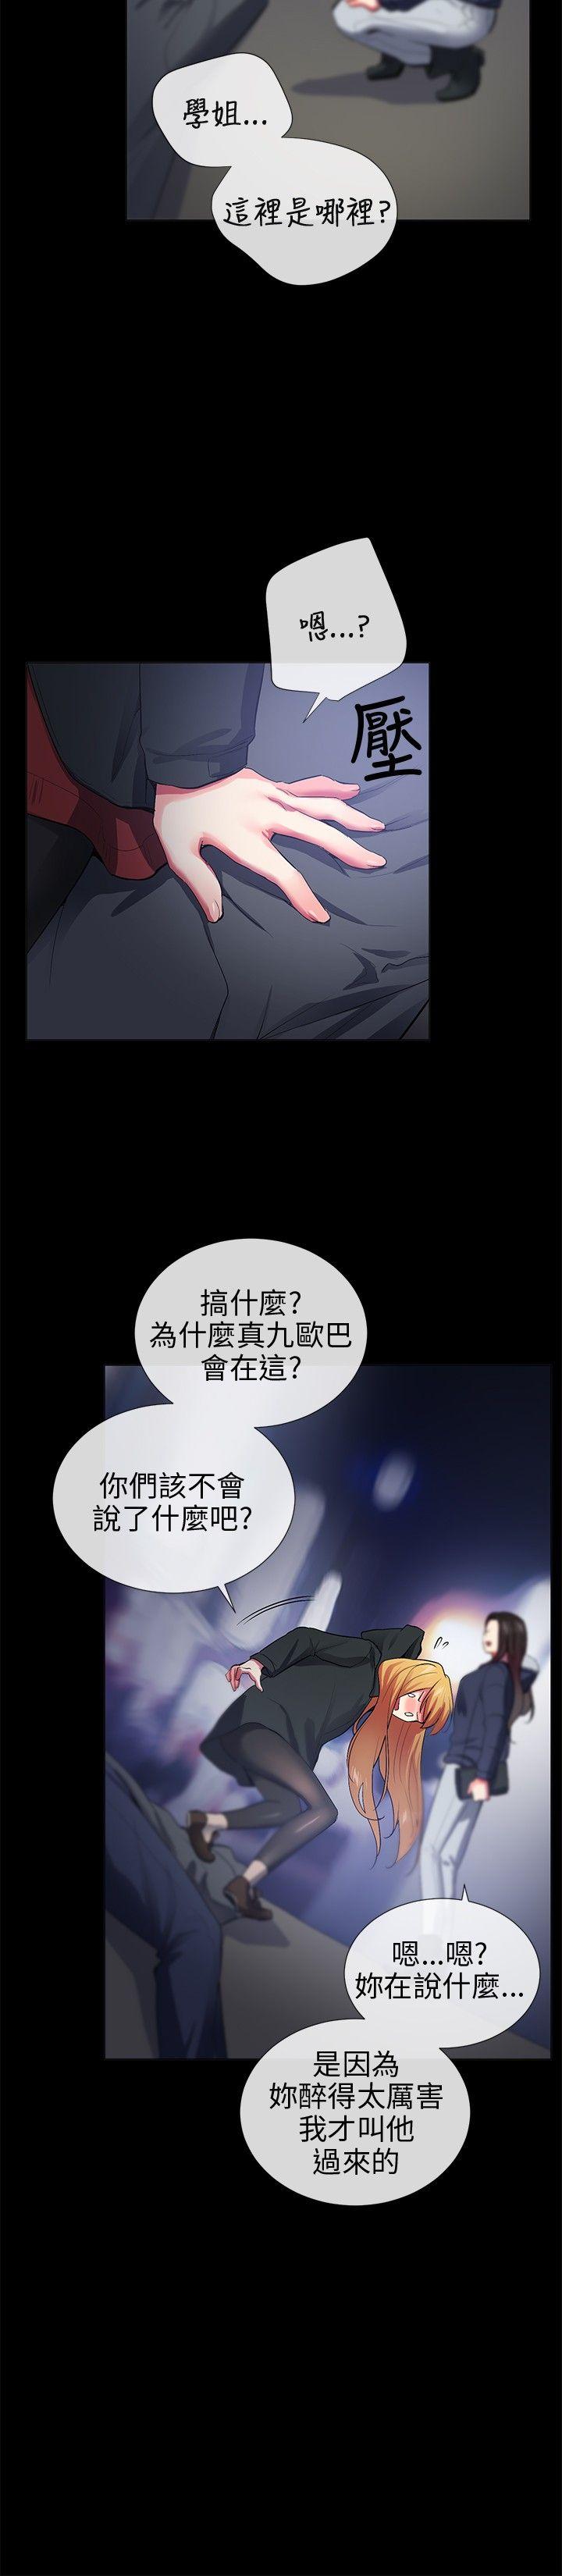 學姐...
這裡是哪裡?
嗯...?
壓
搞什麼?
為什麼真九歐巴
會在這?
你們該不會
說了什麼吧?
嗯...嗯?
妳在說什麼...
是因為
妳醉得太厲害
我才叫他
過來的